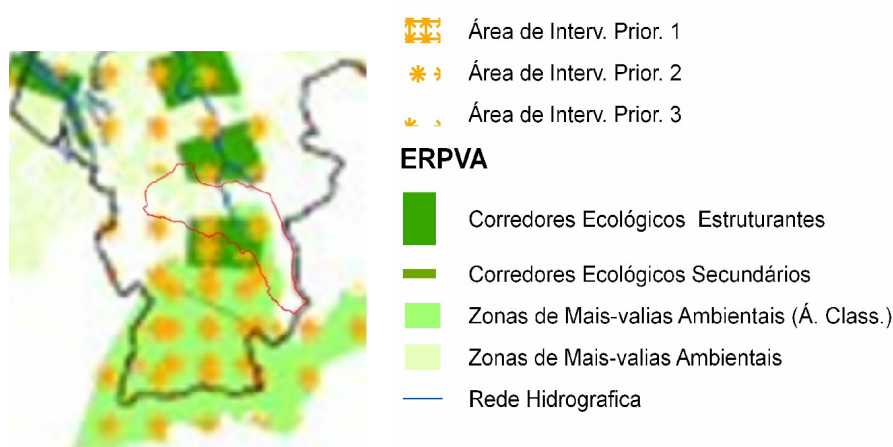 Área de Interv. Prior. 1
Área de Interv. Prior. 2
Área de Interv. Prior. 3
ERPVA
Corredores Ecológicos Estruturantes
Corredores Ecológicos Secundários
Zonas de Mais-valias Ambientais (Á. Class.)
Zonas de Mais-valias Ambientais
Rede Hidrografica